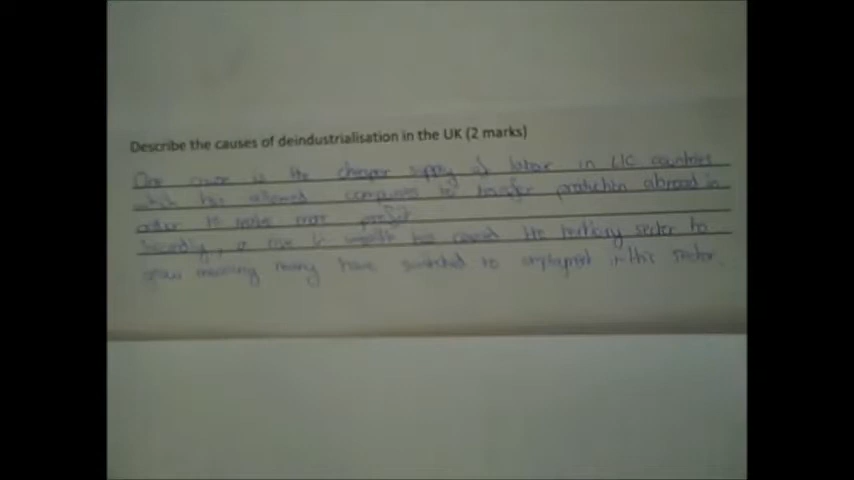 Describe the causes of deindustrialisation in the UK (2 marks)
One cause is the cheaper supply of labor in LIC countries
which has allowed companies to transfer production abroad in
order to make more profit
Secondly, a rise in wealth has caused the tertiary sector to
grow meaning many have switched to employment in this sector.